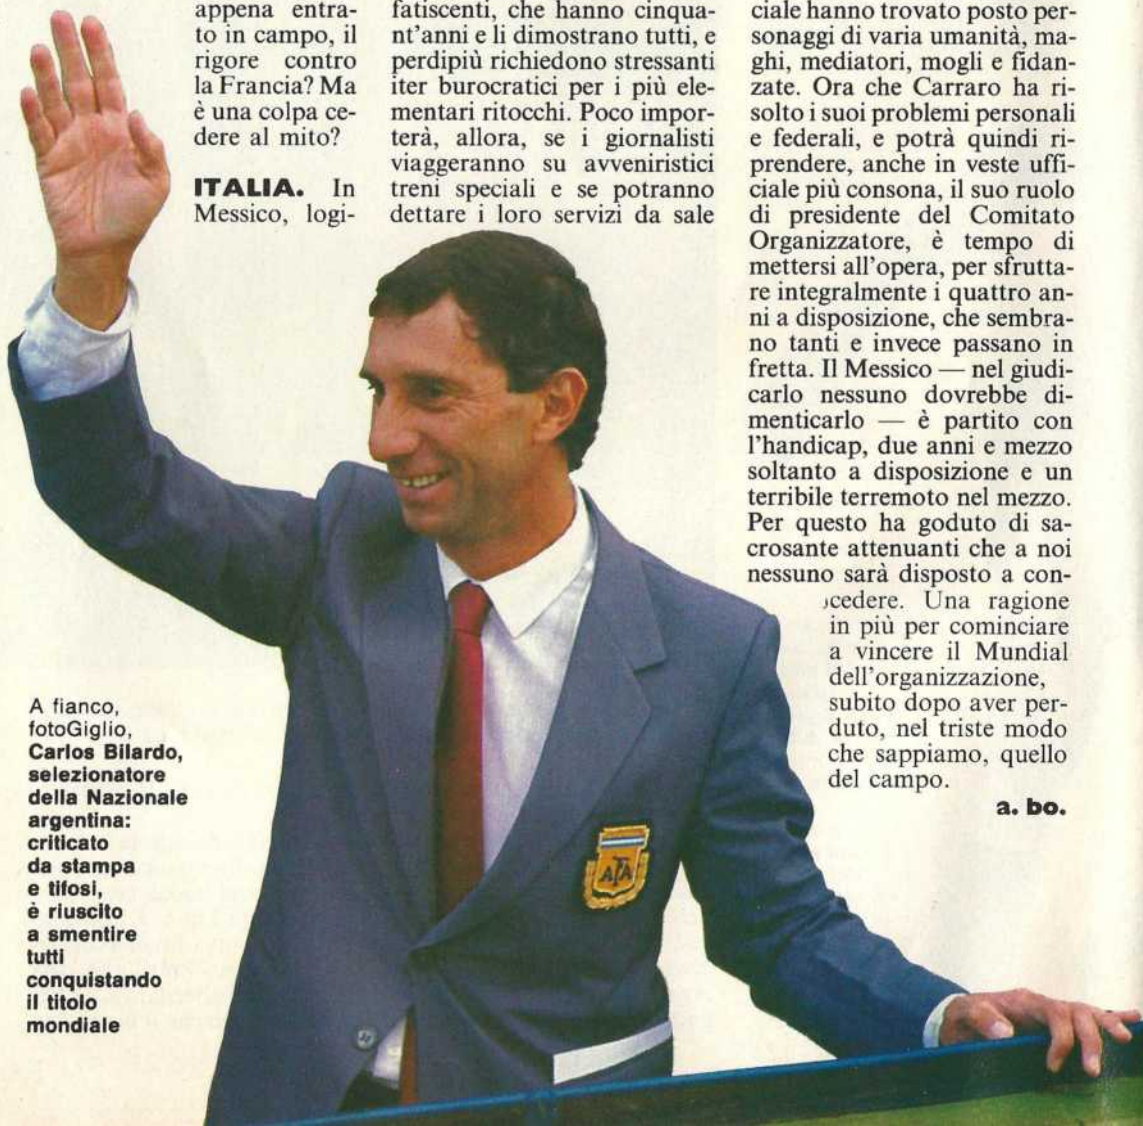 appena entra-
to in campo, il
rigore contro
la Francia? Ma
è una colpa ce-
dere al mito?
ITALIA. In
Messico, logi-
fatiscenti, che hanno cinqua-
nt'anni e li dimostrano tutti, e
perdipiù richiedono stressanti
iter burocratici per i più ele-
mentari ritocchi. Poco impor-
terà, allora, se i giornalisti
viaggeranno su avveniristici
treni speciali e se potranno
dettare i loro servizi da sale
ciale hanno trovato posto per-
sonaggi di varia umanità, ma-
ghi, mediatori, mogli e fidan-
zate. Ora che Carraro ha ri-
solto i suoi problemi personali
e federali, e potrà quindi ri-
prendere, anche in veste uffi-
ciale più consona, il suo ruolo
di presidente del Comitato
Organizzatore, è tempo di
mettersi all'opera, per sfrutta-
re integralmente i quattro an-
ni a disposizione, che sembra-
no tanti e invece passano in
fretta. Il Messico — nel giudi-
carlo nessuno dovrebbe di-
menticarlo — è partito con
l'handicap, due anni e mezzo
soltanto a disposizione e un
terribile terremoto nel mezzo.
Per questo ha goduto di sa-
crosante attenuanti che a noi
nessuno sarà disposto a con-
cedere. Una ragione
in più per cominciare
a vincere il Mundial
dell'organizzazione,
subito dopo aver per-
duto, nel triste modo
che sappiamo, quello
del campo.
a. bo.
A fianco,
fotoGiglio,
Carlos Bilardo,
selezionatore
della Nazionale
argentina:
criticato
da stampa
e tifosi,
è riuscito
a smentire
tutti
conquistando
il titolo
mondiale
AFA